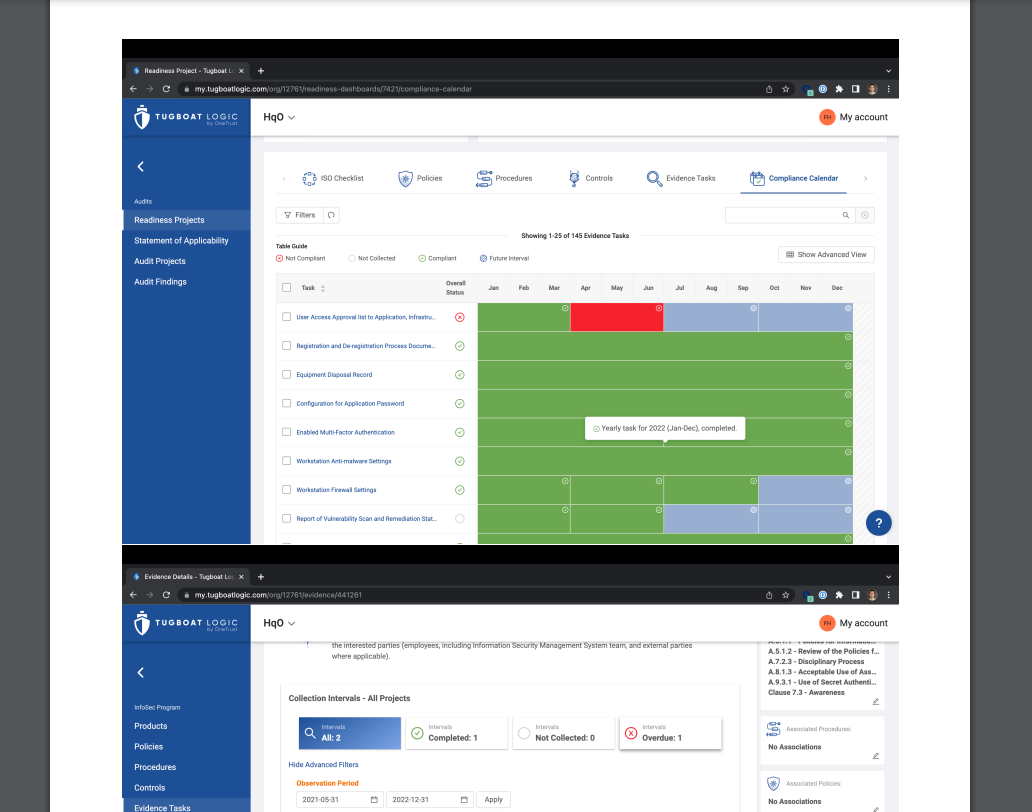 Readiness Project - Tugboat Lo
my.tugboatlogic.com/org/12761/readiness-dashboards/7421/compliance-calendar
TUGBOAT LOGIC
by OneTrust
HqO
FH
My account
Audits
Readiness Projects
Statement of Applicability
Audit Projects
Audit Findings
ISO Checklist
Policies
Procedures
Controls
Evidence Tasks
Compliance Calendar
Filters
Showing 1-25 of 145 Evidence Tasks
Table Guide
Not Compliant
Not Collected
Compliant
Future Interval
Show Advanced View
Task
Overall Status
Jan
Feb
Mar
Apr
May
Jun
Jul
Aug
Sep
Oct
Nov
Dec
User Access Approval list to Application, Infrastru...
Registration and De-registration Process Docume...
Equipment Disposal Record
Configuration for Application Password
Enabled Multi-Factor Authentication
Yearly task for 2022 (Jan-Dec), completed.
Workstation Anti-malware Settings
Workstation Firewall Settings
Report of Vulnerability Scan and Remediation Stat...
?
Evidence Details - Tugboat Log
my.tugboatlogic.com/org/12761/evidence/441261
TUGBOAT LOGIC
by OneTrust
HqO
FH
My account
InfoSec Program
Products
Policies
Procedures
Controls
Evidence Tasks
the interested parties (employees, including Information Security Management System team, and external parties
where applicable).
Collection Intervals - All Projects
Intervals
All: 2
Intervals
Completed: 1
Intervals
Not Collected: 0
Intervals
Overdue: 1
Hide Advanced Filters
Observation Period
2021-05-31
2022-12-31
Apply
A.5.1.2 - Review of the Policies f...
A.7.2.3 - Disciplinary Process
A.8.1.3 - Acceptable Use of Ass...
A.9.3.1 - Use of Secret Authenti...
Clause 7.3 - Awareness
Associated Procedures:
No Associations
Associated Policies:
No Associations